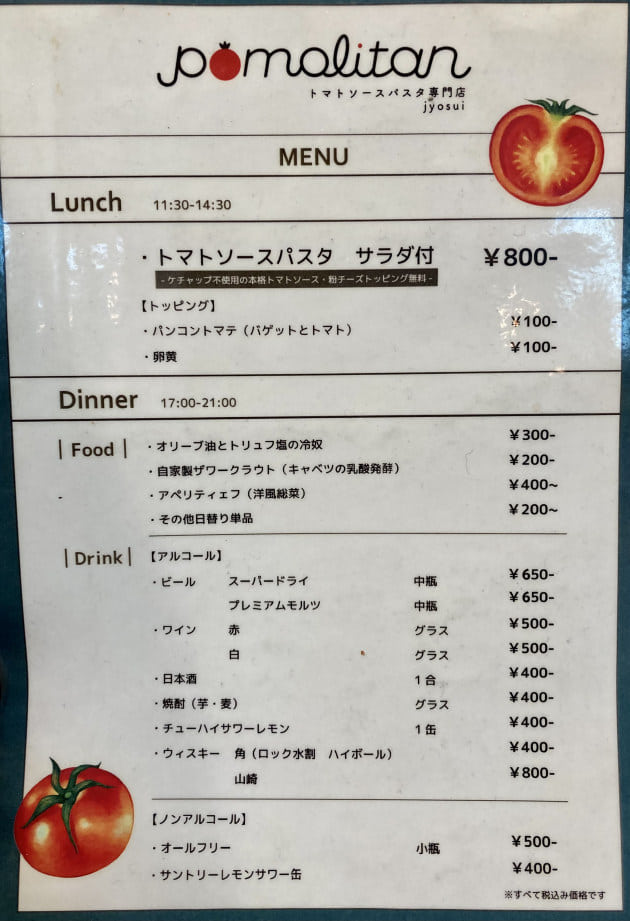 pomolitan
トマトソースパスタ専門店
jyosui
MENU
Lunch 11:30-14:30
・トマトソースパスタ サラダ付 ¥800-
- ケチャップ不使用の本格トマトソース・粉チーズトッピング無料 -
【トッピング】
・パンコントマテ（バゲットとトマト） ¥100-
・卵黄 ¥100-
Dinner 17:00-21:00
| Food | ・オリーブ油とトリュフ塩の冷奴 ¥300-
・自家製ザワークラウト（キャベツの乳酸発酵） ¥200-
・アペリティェフ（洋風総菜） ¥400~
・その他日替り単品 ¥200~
| Drink | 【アルコール】
・ビール スーパードライ 中瓶 ¥650-
プレミアムモルツ 中瓶 ¥650-
・ワイン 赤 グラス ¥500-
白 グラス ¥500-
・日本酒 1合 ¥400-
・焼酎（芋・麦） グラス ¥400-
・チューハイサワーレモン 1缶 ¥400-
・ウィスキー 角（ロック水割 ハイボール） ¥400-
山崎 ¥800-
【ノンアルコール】
・オールフリー 小瓶 ¥500-
・サントリーレモンサワー缶 ¥400-
※すべて税込み価格です